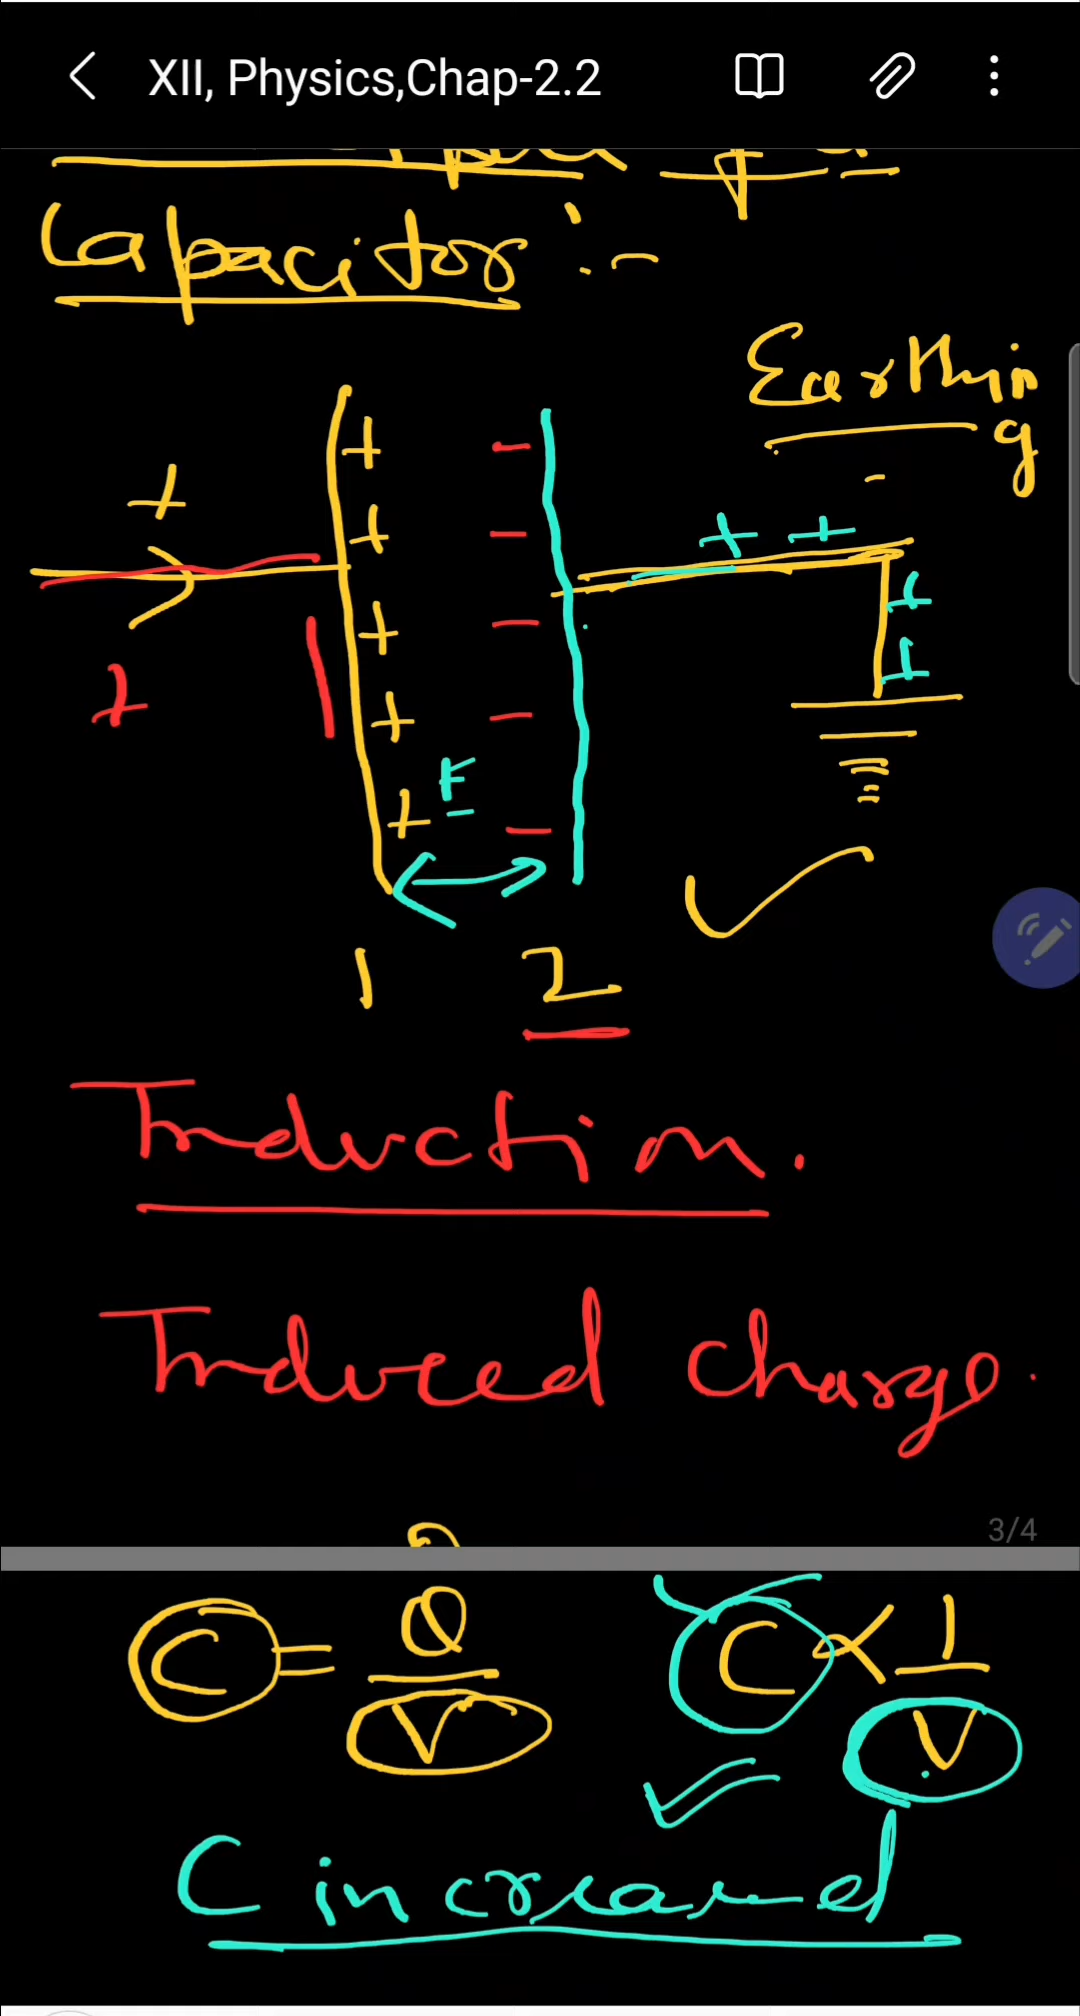 XII, Physics,Chap-2.2
Capacitor :-
Earthing
+ + -
+ -
+ + +
+ - +
+ + - +
E
+ -
1 2
Induction.
Induced charge.
3/4
C = Q/V C ∝ 1/V
C increased